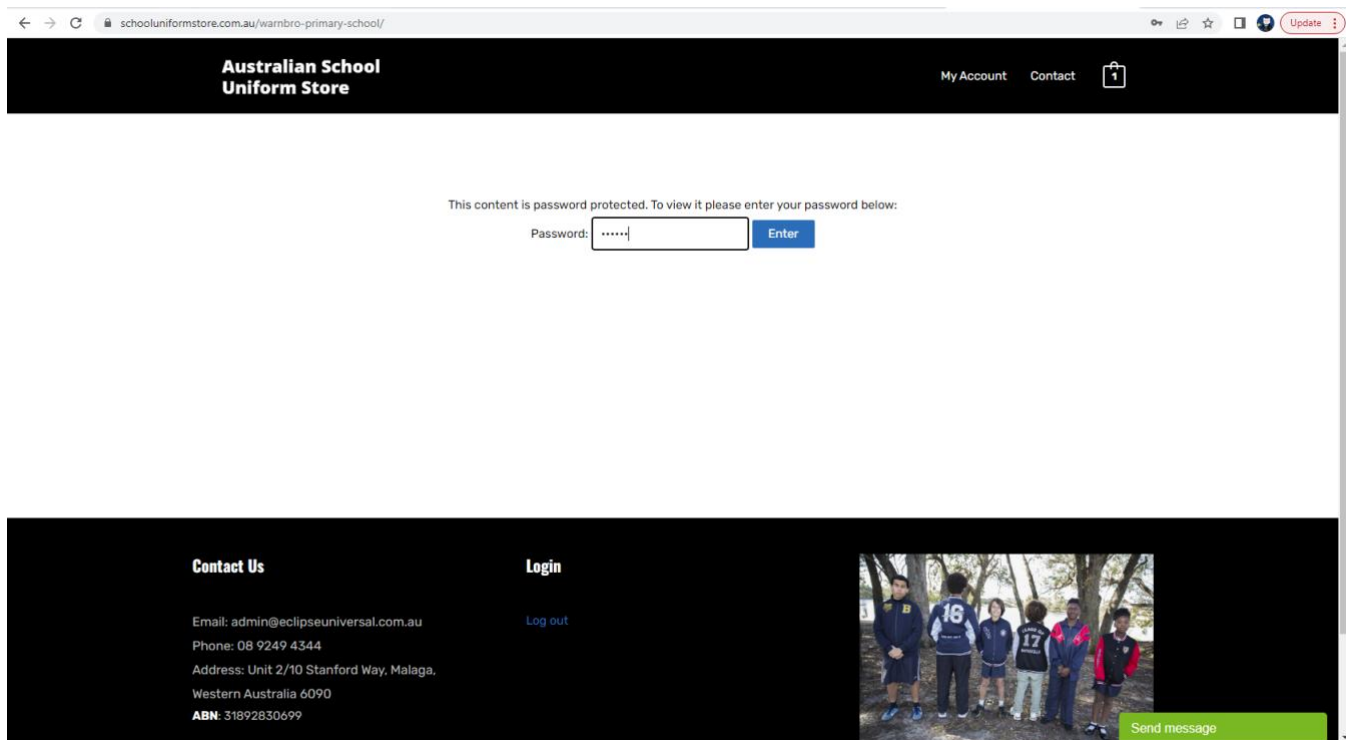 schooluniformstore.com.au/warnbro-primary-school/
Update
Australian School
Uniform Store
My Account
Contact
1
This content is password protected. To view it please enter your password below:
Password: ••••••
Enter
Contact Us
Login
Email: admin@eclipseuniversal.com.au
Log out
Phone: 08 9249 4344
Address: Unit 2/10 Stanford Way, Malaga,
Western Australia 6090
ABN: 31892830699
B
16
17
Send message